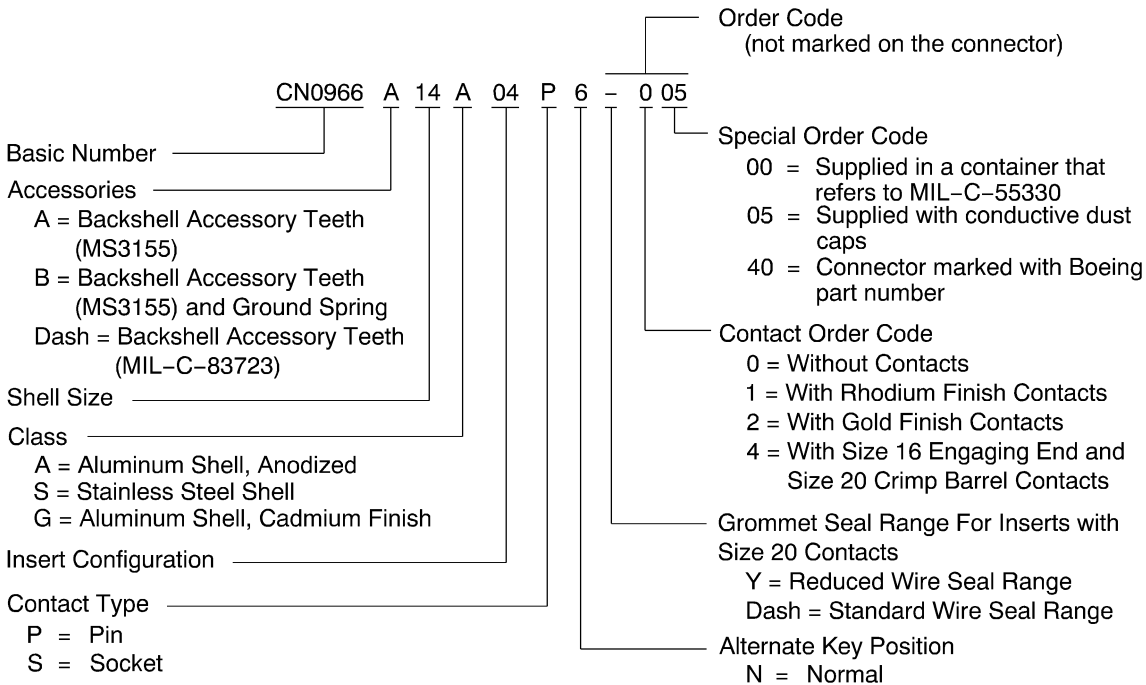 Order Code
(not marked on the connector)
CN0966 A 14 A 04 P 6 – 0 05
Basic Number
Accessories
A = Backshell Accessory Teeth
(MS3155)
B = Backshell Accessory Teeth
(MS3155) and Ground Spring
Dash = Backshell Accessory Teeth
(MIL–C–83723)
Shell Size
Class
A = Aluminum Shell, Anodized
S = Stainless Steel Shell
G = Aluminum Shell, Cadmium Finish
Insert Configuration
Contact Type
P = Pin
S = Socket
Special Order Code
00 = Supplied in a container that
refers to MIL–C–55330
05 = Supplied with conductive dust
caps
40 = Connector marked with Boeing
part number
Contact Order Code
0 = Without Contacts
1 = With Rhodium Finish Contacts
2 = With Gold Finish Contacts
4 = With Size 16 Engaging End and
Size 20 Crimp Barrel Contacts
Grommet Seal Range For Inserts with
Size 20 Contacts
Y = Reduced Wire Seal Range
Dash = Standard Wire Seal Range
Alternate Key Position
N = Normal